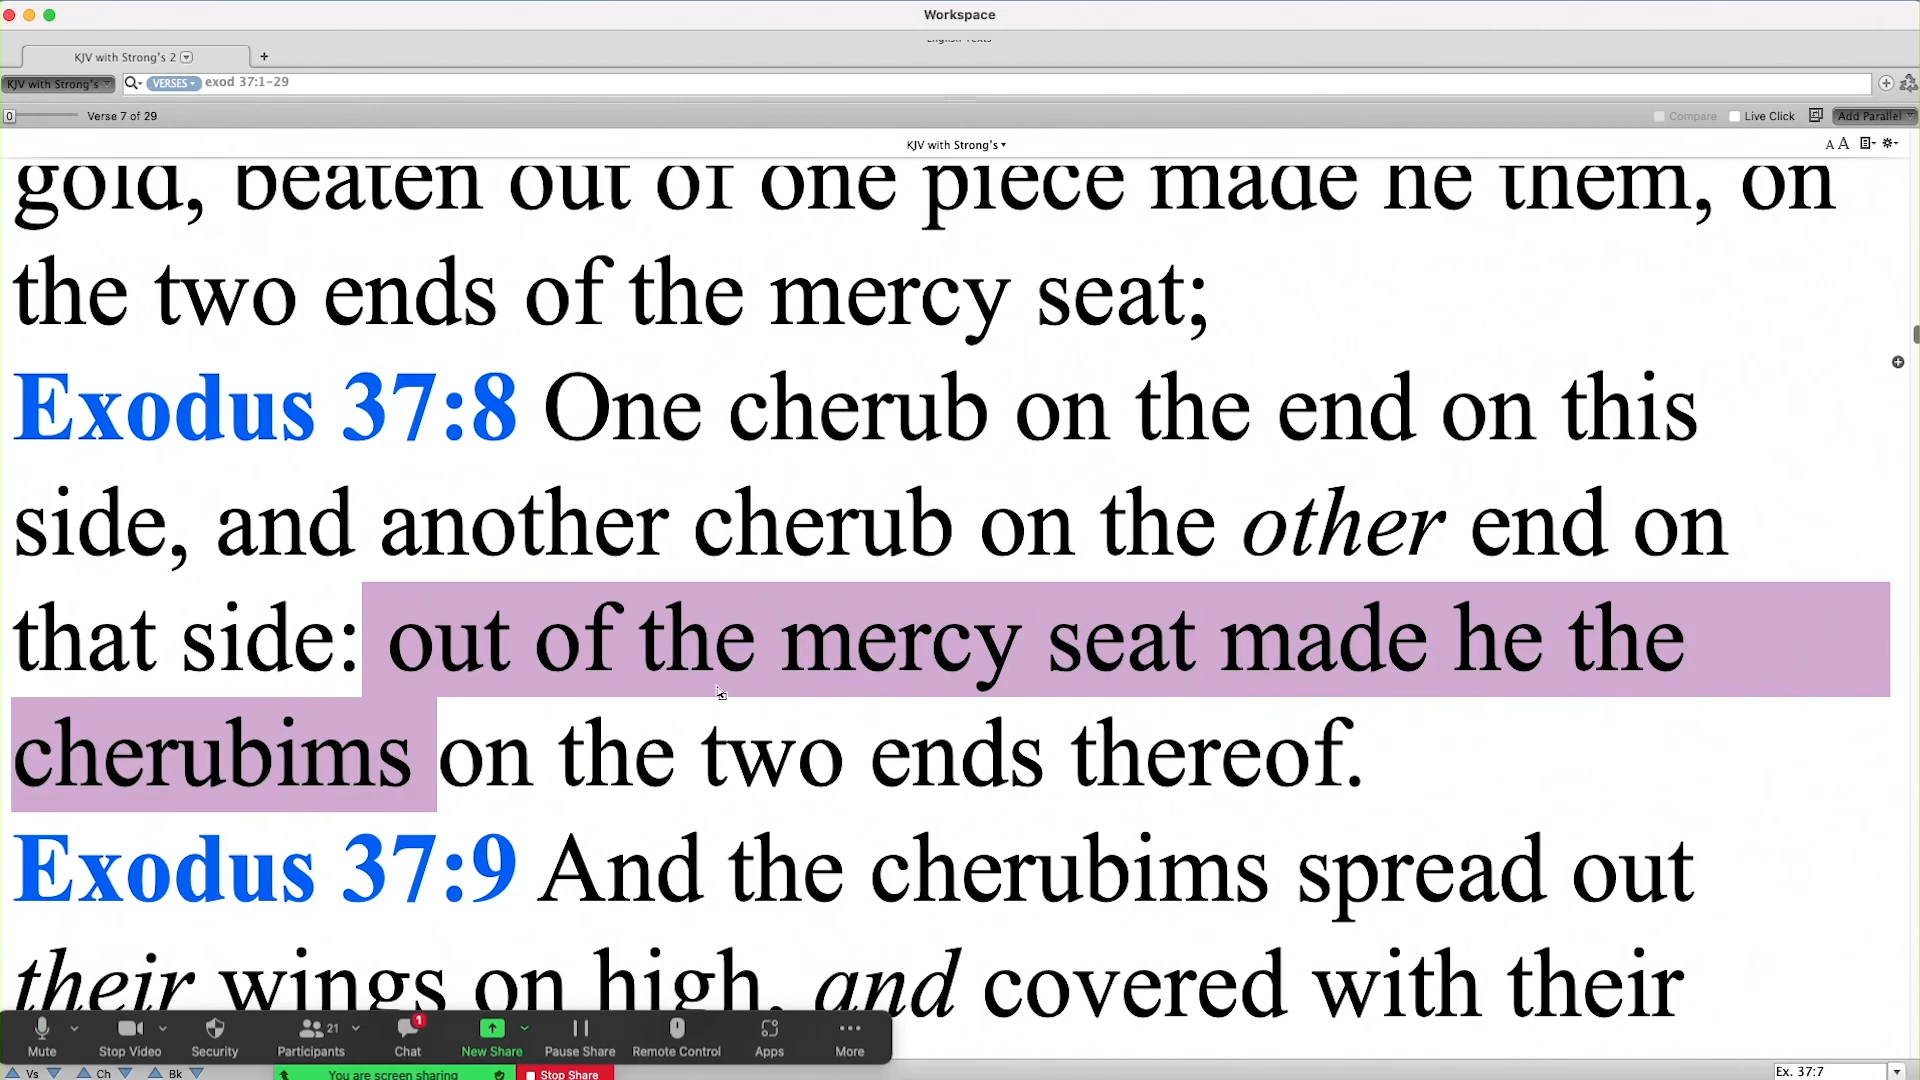 Workspace
English Texts
KJV with Strong's 2
+
KJV with Strong's
VERSES
exod 37:1-29
0
Verse 7 of 29
Compare
Live Click
Add Parallel
KJV with Strong's
A A
gold, beaten out of one piece made he them, on
the two ends of the mercy seat;
Exodus 37:8 One cherub on the end on this
side, and another cherub on the other end on
that side: out of the mercy seat made he the
cherubims on the two ends thereof.
Exodus 37:9 And the cherubims spread out
their wings on high, and covered with their
21
1
Mute
Stop Video
Security
Participants
Chat
New Share
Pause Share
Remote Control
Apps
More
Vs
Ch
Bk
You are screen sharing
Stop Share
Ex. 37:7